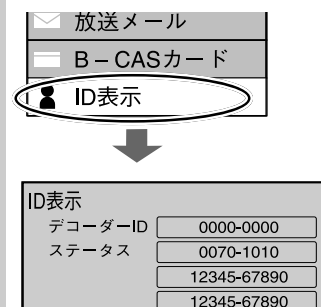 放送メール
B－CASカード
ID表示
ID表示
デコーダーID 0000-0000
ステータス 0070-1010
12345-67890
12345-67890